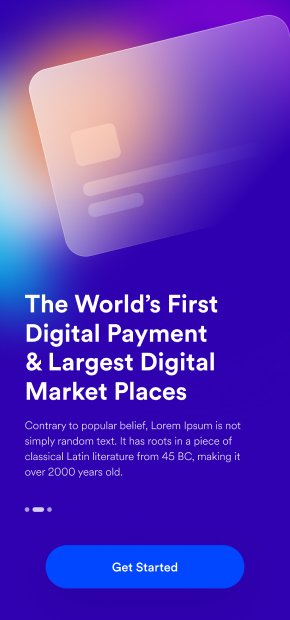 The World’s First
Digital Payment
& Largest Digital
Market Places
Contrary to popular belief, Lorem Ipsum is not
simply random text. It has roots in a piece of
classical Latin literature from 45 BC, making it
over 2000 years old.
Get Started